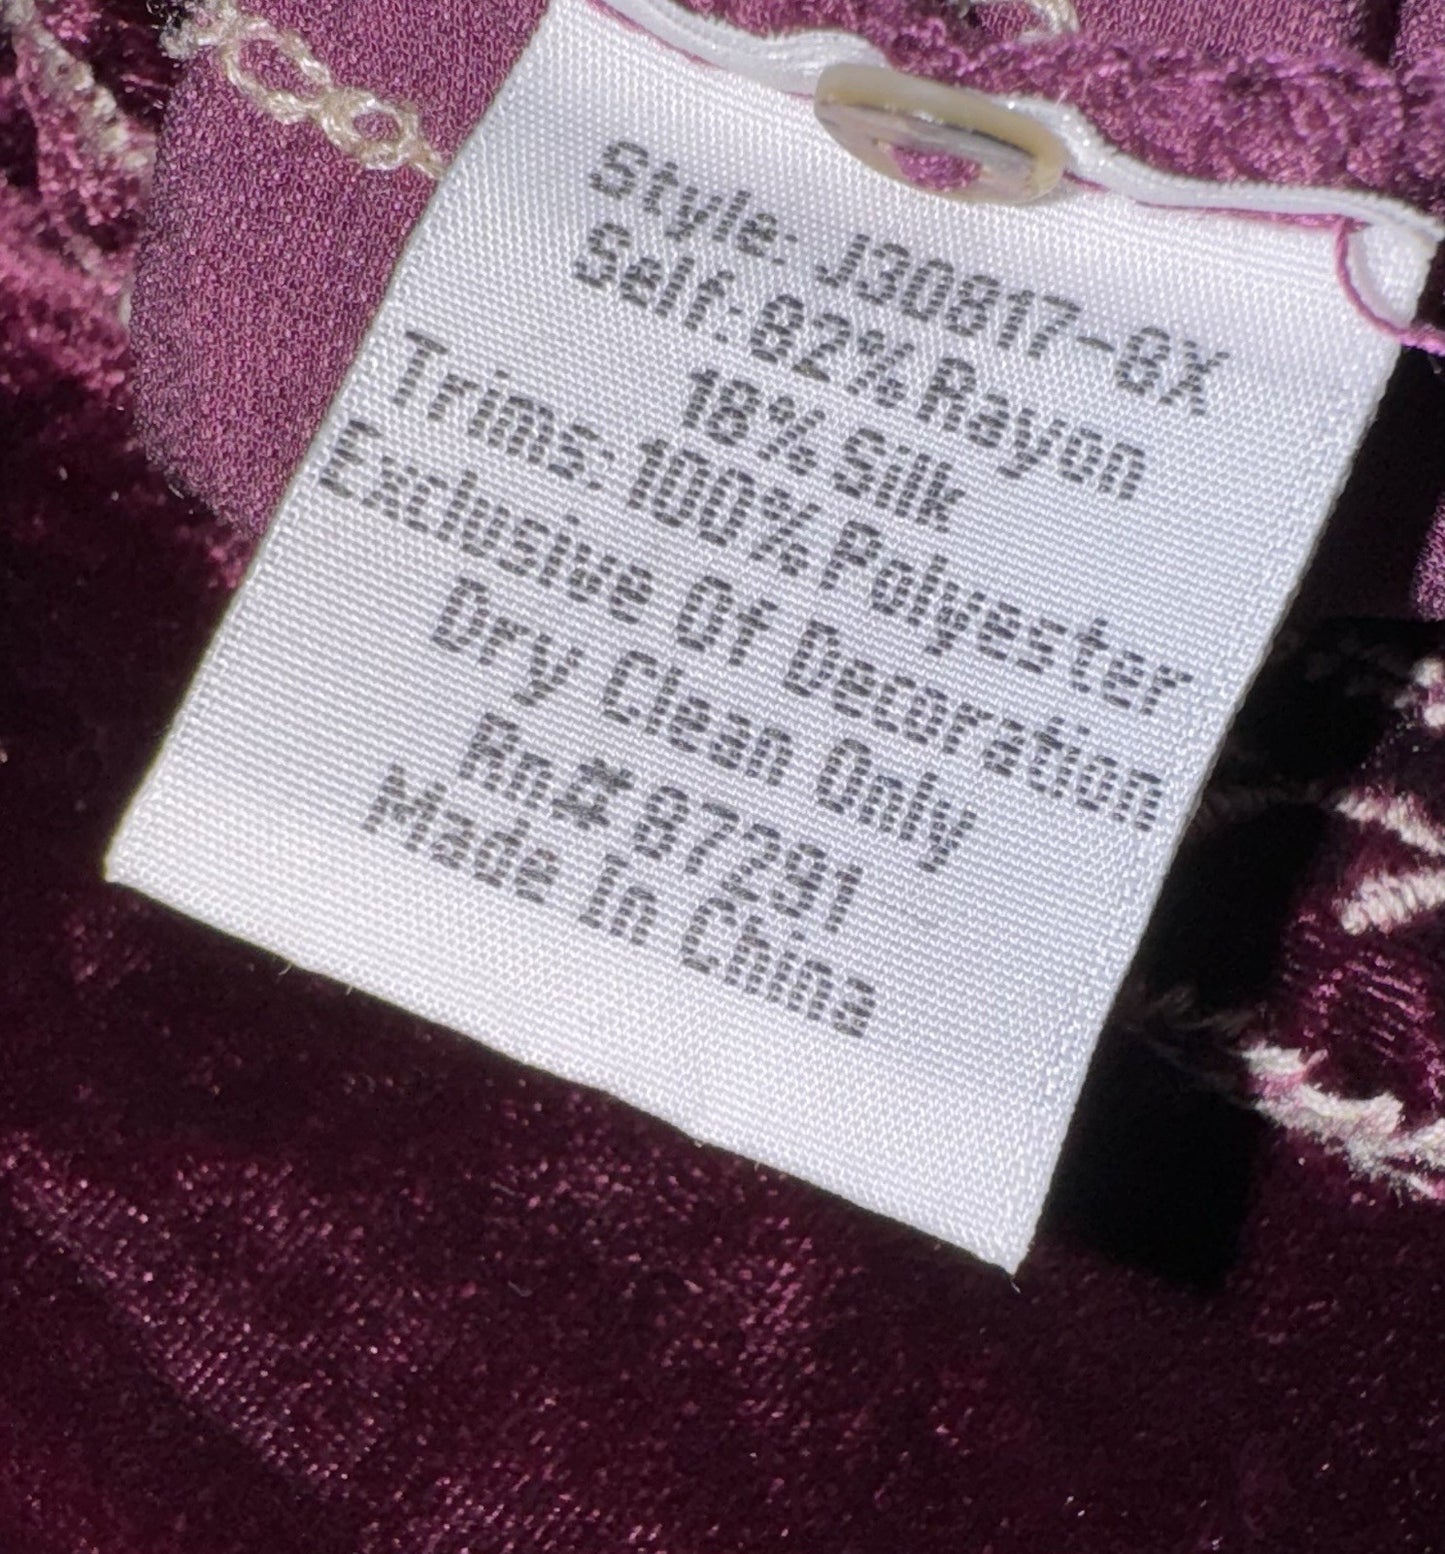 Style: J30817-8X
Self: 82% Rayon
18% Silk
Trims: 100% Polyester
Exclusive Of Decoration
Dry Clean Only
Rn# 87291
Made In China